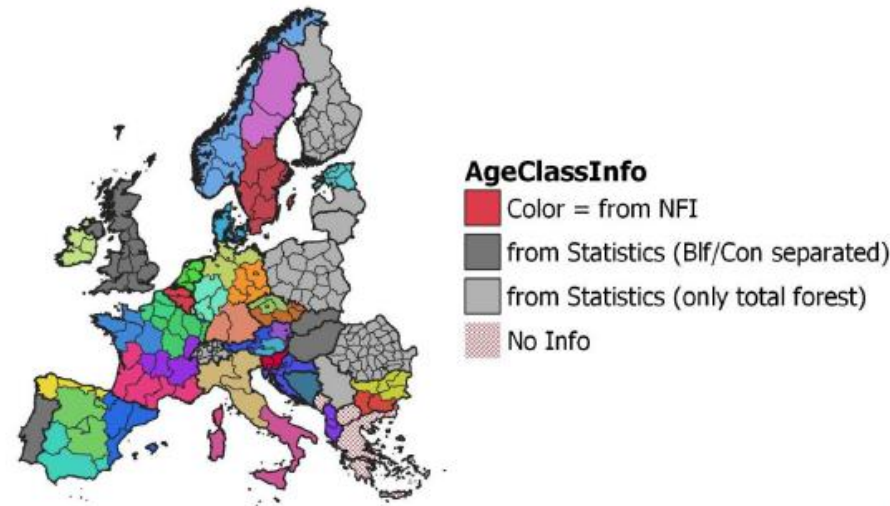 AgeClassInfo
Color = from NFI
from Statistics (Blf/Con separated)
from Statistics (only total forest)
No Info